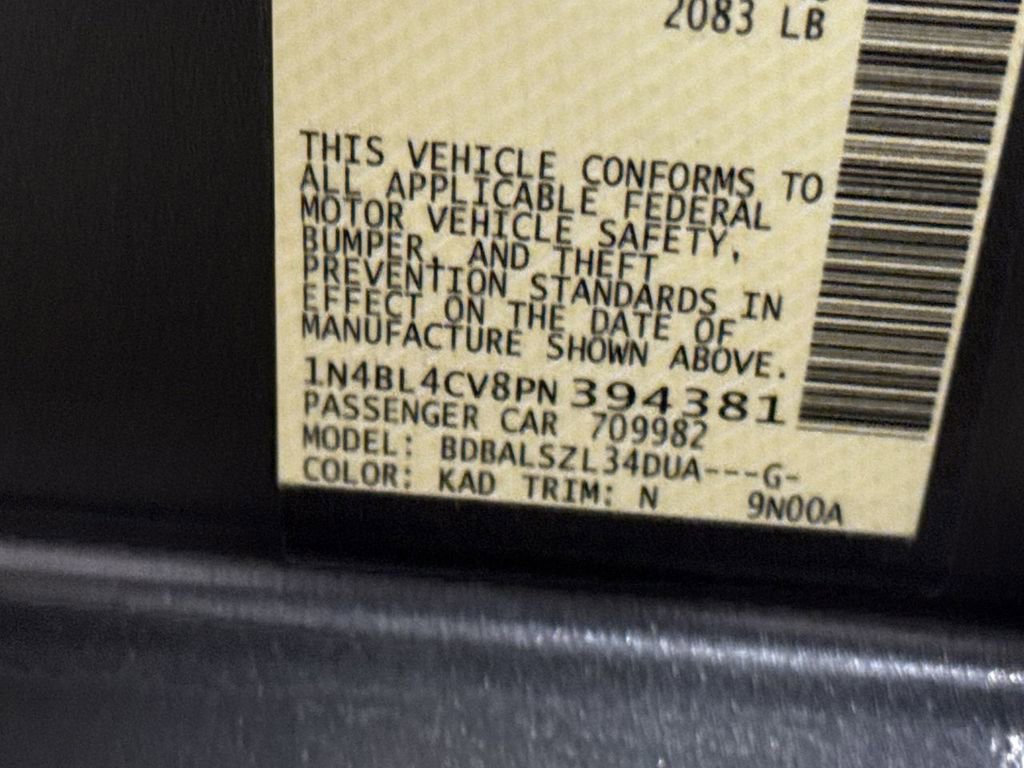 2083 LB
THIS VEHICLE CONFORMS TO
ALL APPLICABLE FEDERAL
MOTOR VEHICLE SAFETY,
BUMPER, AND THEFT
PREVENTION STANDARDS IN
EFFECT ON THE DATE OF
MANUFACTURE SHOWN ABOVE.
1N4BL4CV8PN394381
PASSENGER CAR 709982
MODEL: BDBALSZL34DUA---G-
COLOR: KAD TRIM: N 9N00A